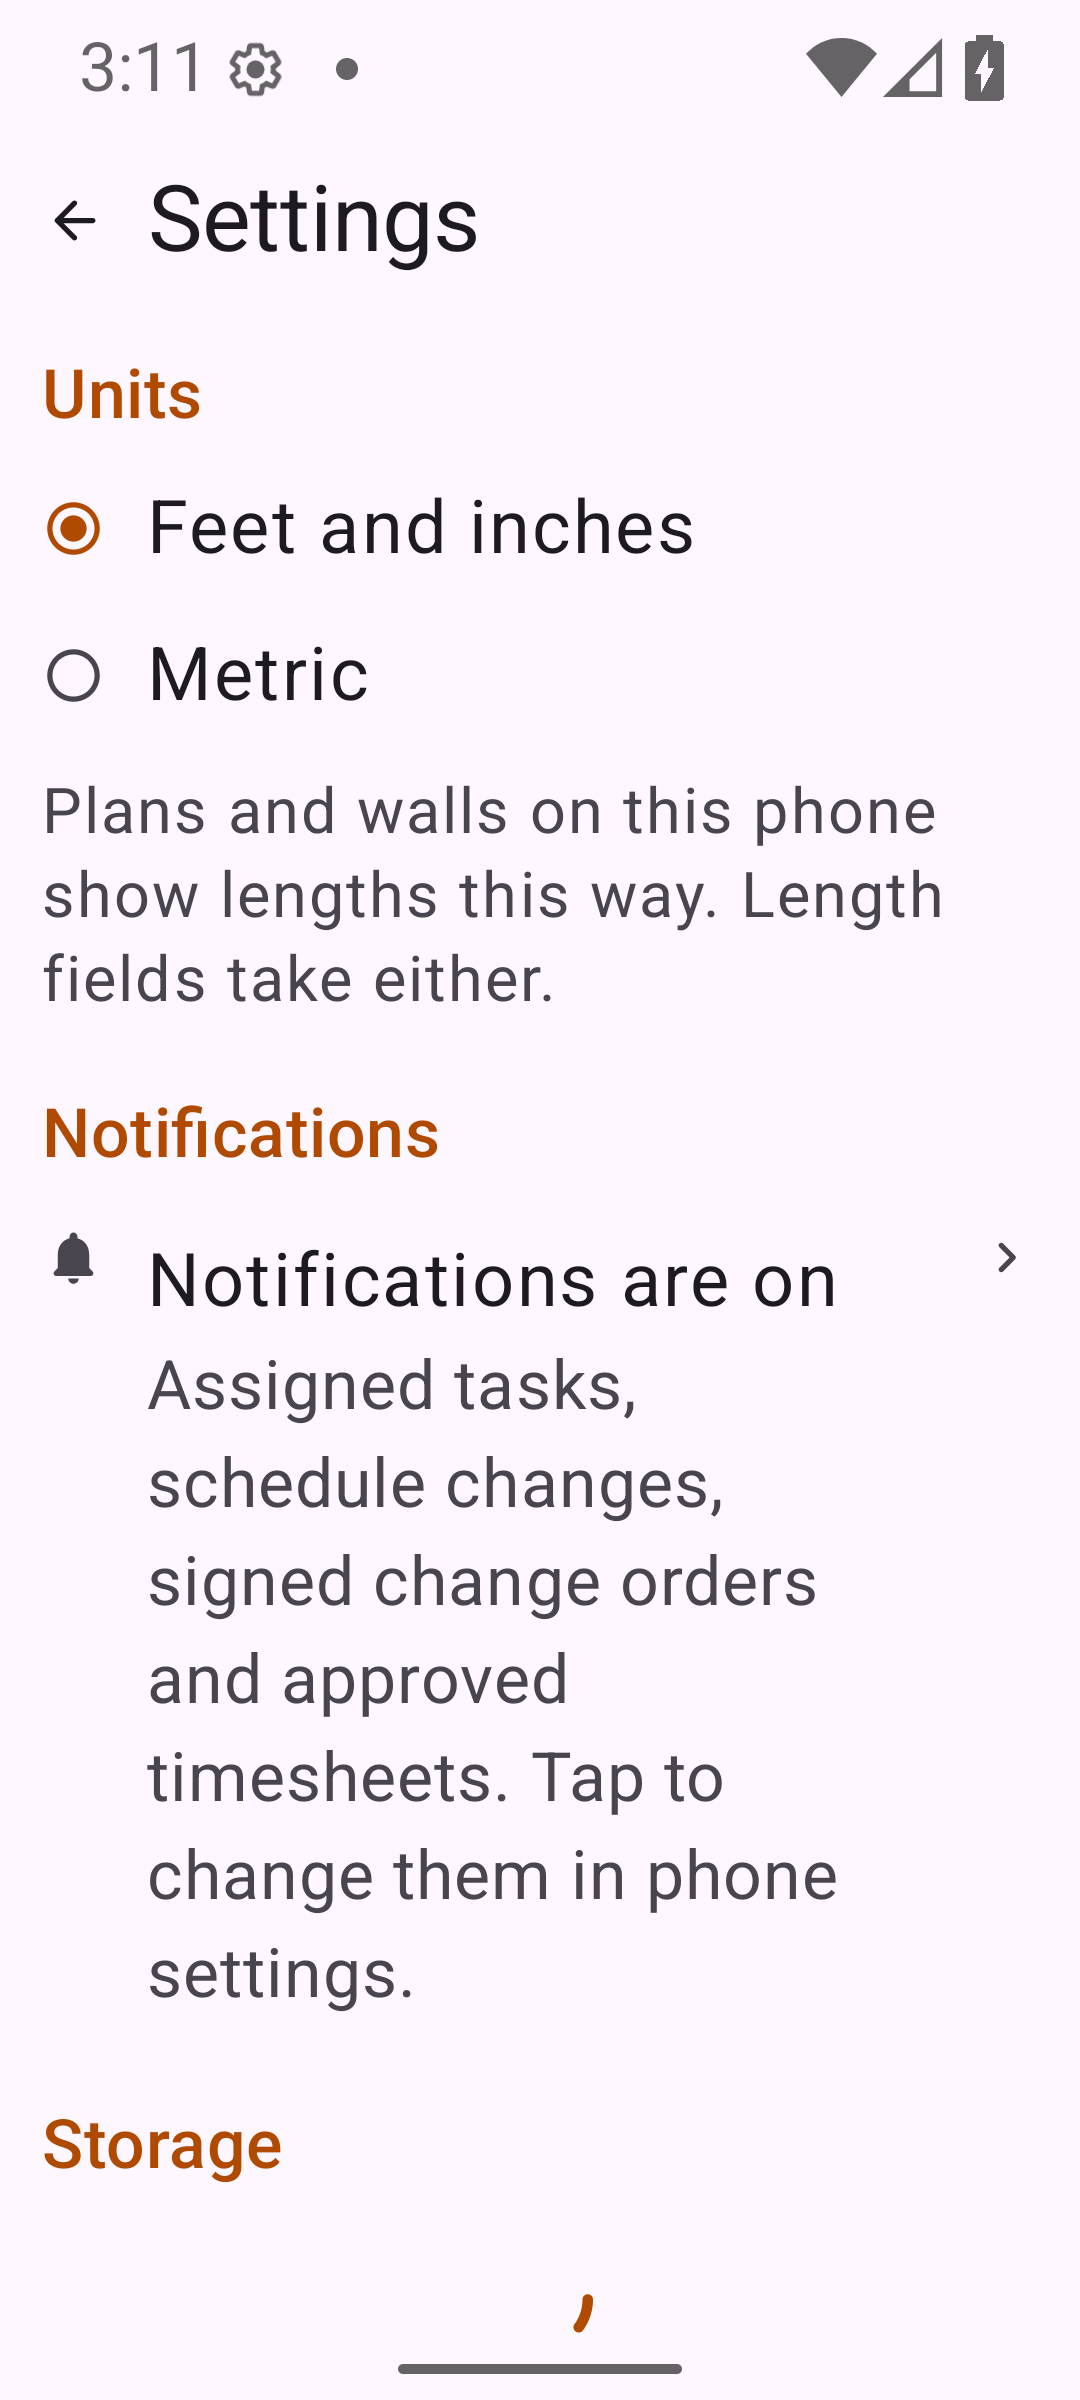 3:11
Settings
Units
Feet and inches
Metric
Plans and walls on this phone
show lengths this way. Length
fields take either.
Notifications
Notifications are on
Assigned tasks,
schedule changes,
signed change orders
and approved
timesheets. Tap to
change them in phone
settings.
Storage